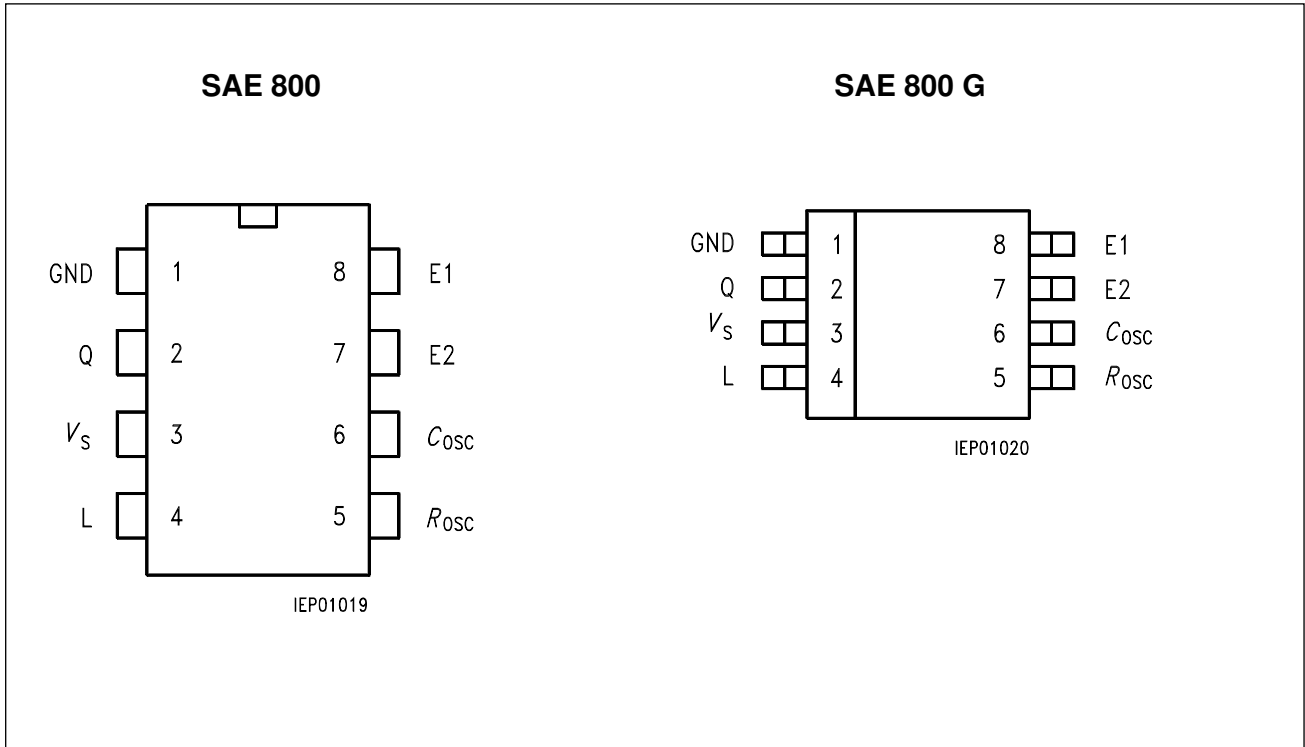 SAE 800
GND 1 8 E1
Q 2 7 E2
VS 3 6 COSC
L 4 5 ROSC
IEP01019
SAE 800 G
GND 1 8 E1
Q 2 7 E2
VS 3 6 COSC
L 4 5 ROSC
IEP01020